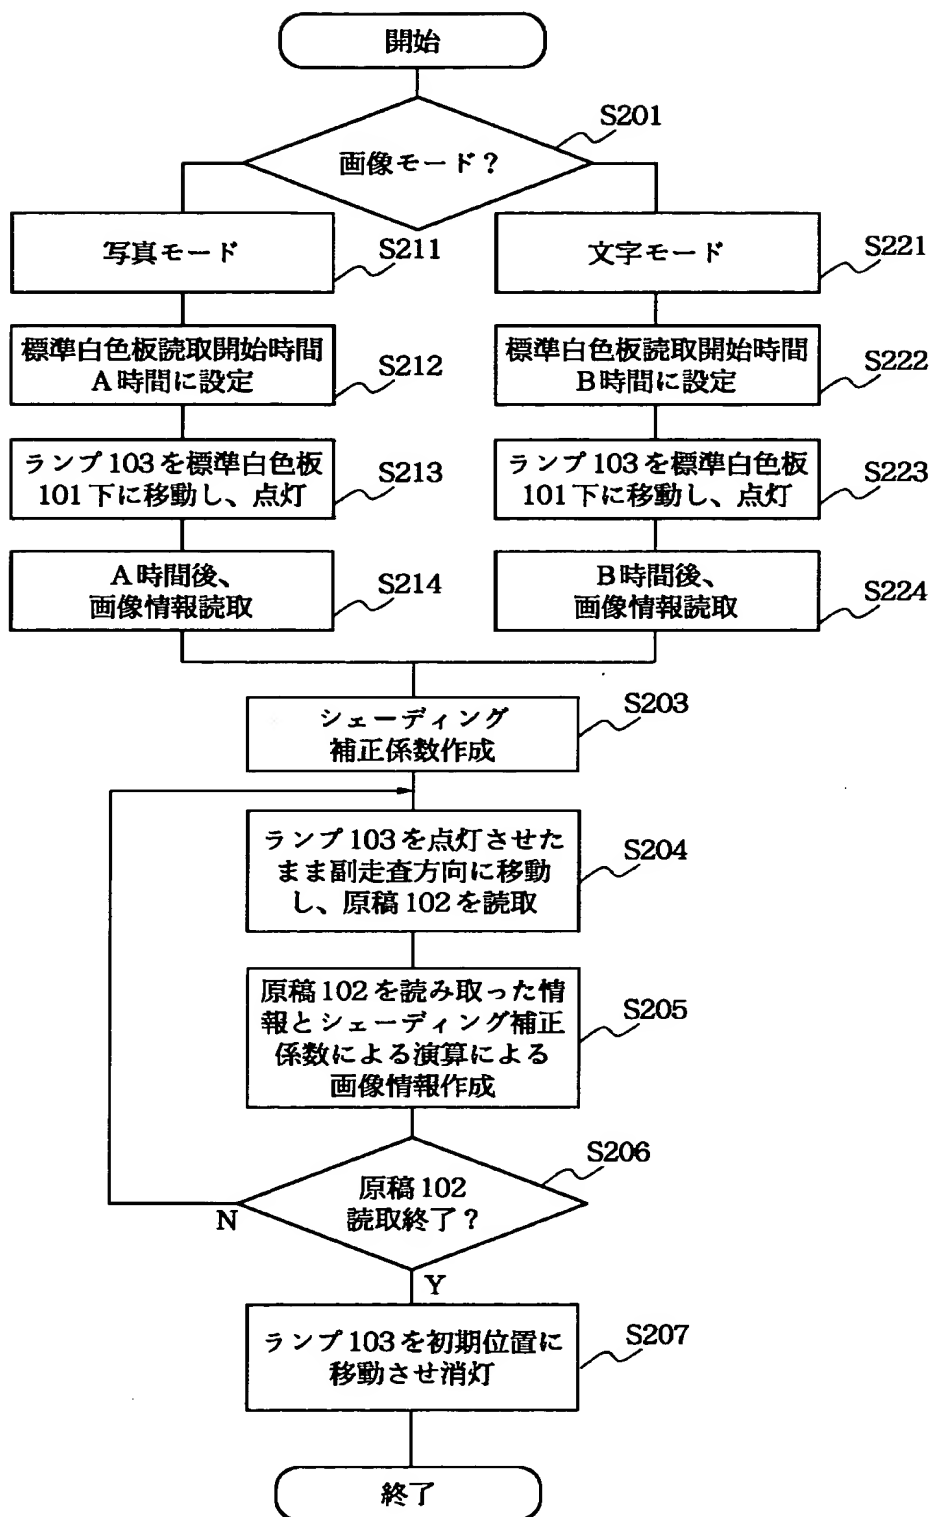 開始
S201
画像モード？
写真モード
S211
文字モード
S221
標準白色板読取開始時間
A時間に設定
S212
標準白色板読取開始時間
B時間に設定
S222
ランプ103を標準白色板
101下に移動し、点灯
S213
ランプ103を標準白色板
101下に移動し、点灯
S223
A時間後、
画像情報読取
S214
B時間後、
画像情報読取
S224
シェーディング
補正係数作成
S203
ランプ103を点灯させた
まま副走査方向に移動
し、原稿102を読取
S204
原稿102を読み取った情
報とシェーディング補正
係数による演算による
画像情報作成
S205
S206
原稿102
読取終了？
N
Y
ランプ103を初期位置に
移動させ消灯
S207
終了